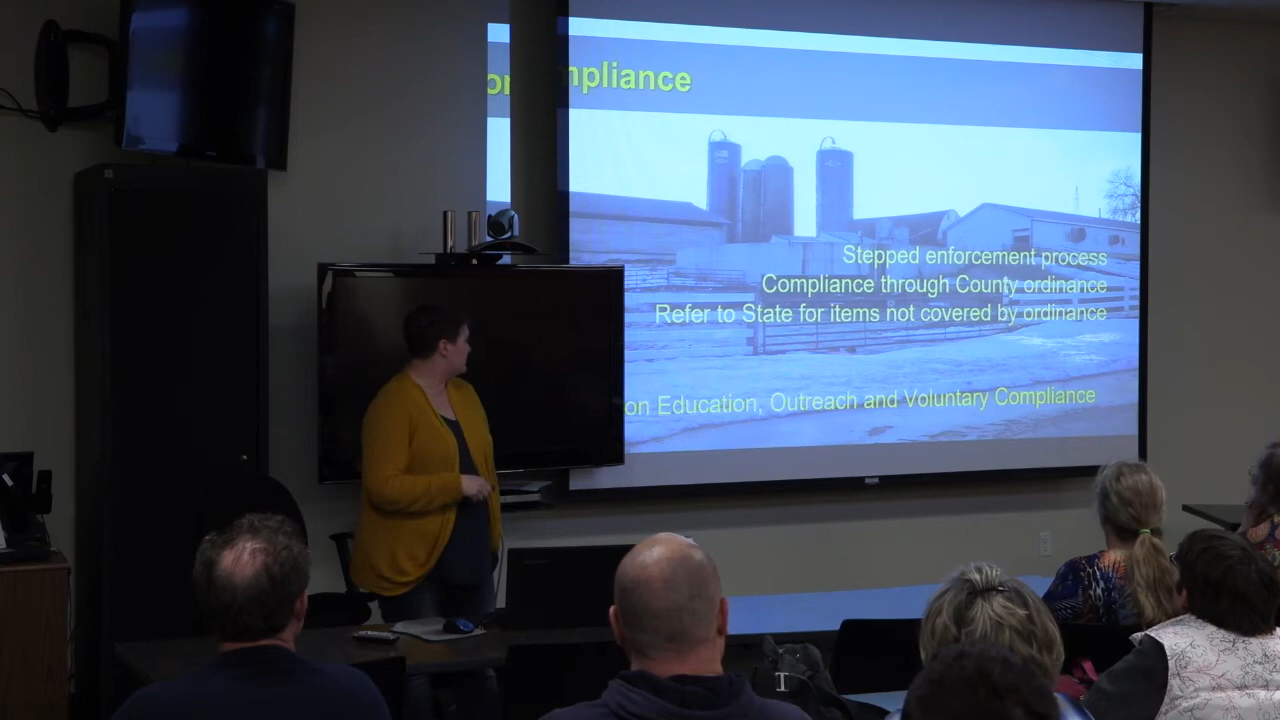 mpliance
Stepped enforcement process
Compliance through County ordinance
Refer to State for items not covered by ordinance
on Education, Outreach and Voluntary Compliance